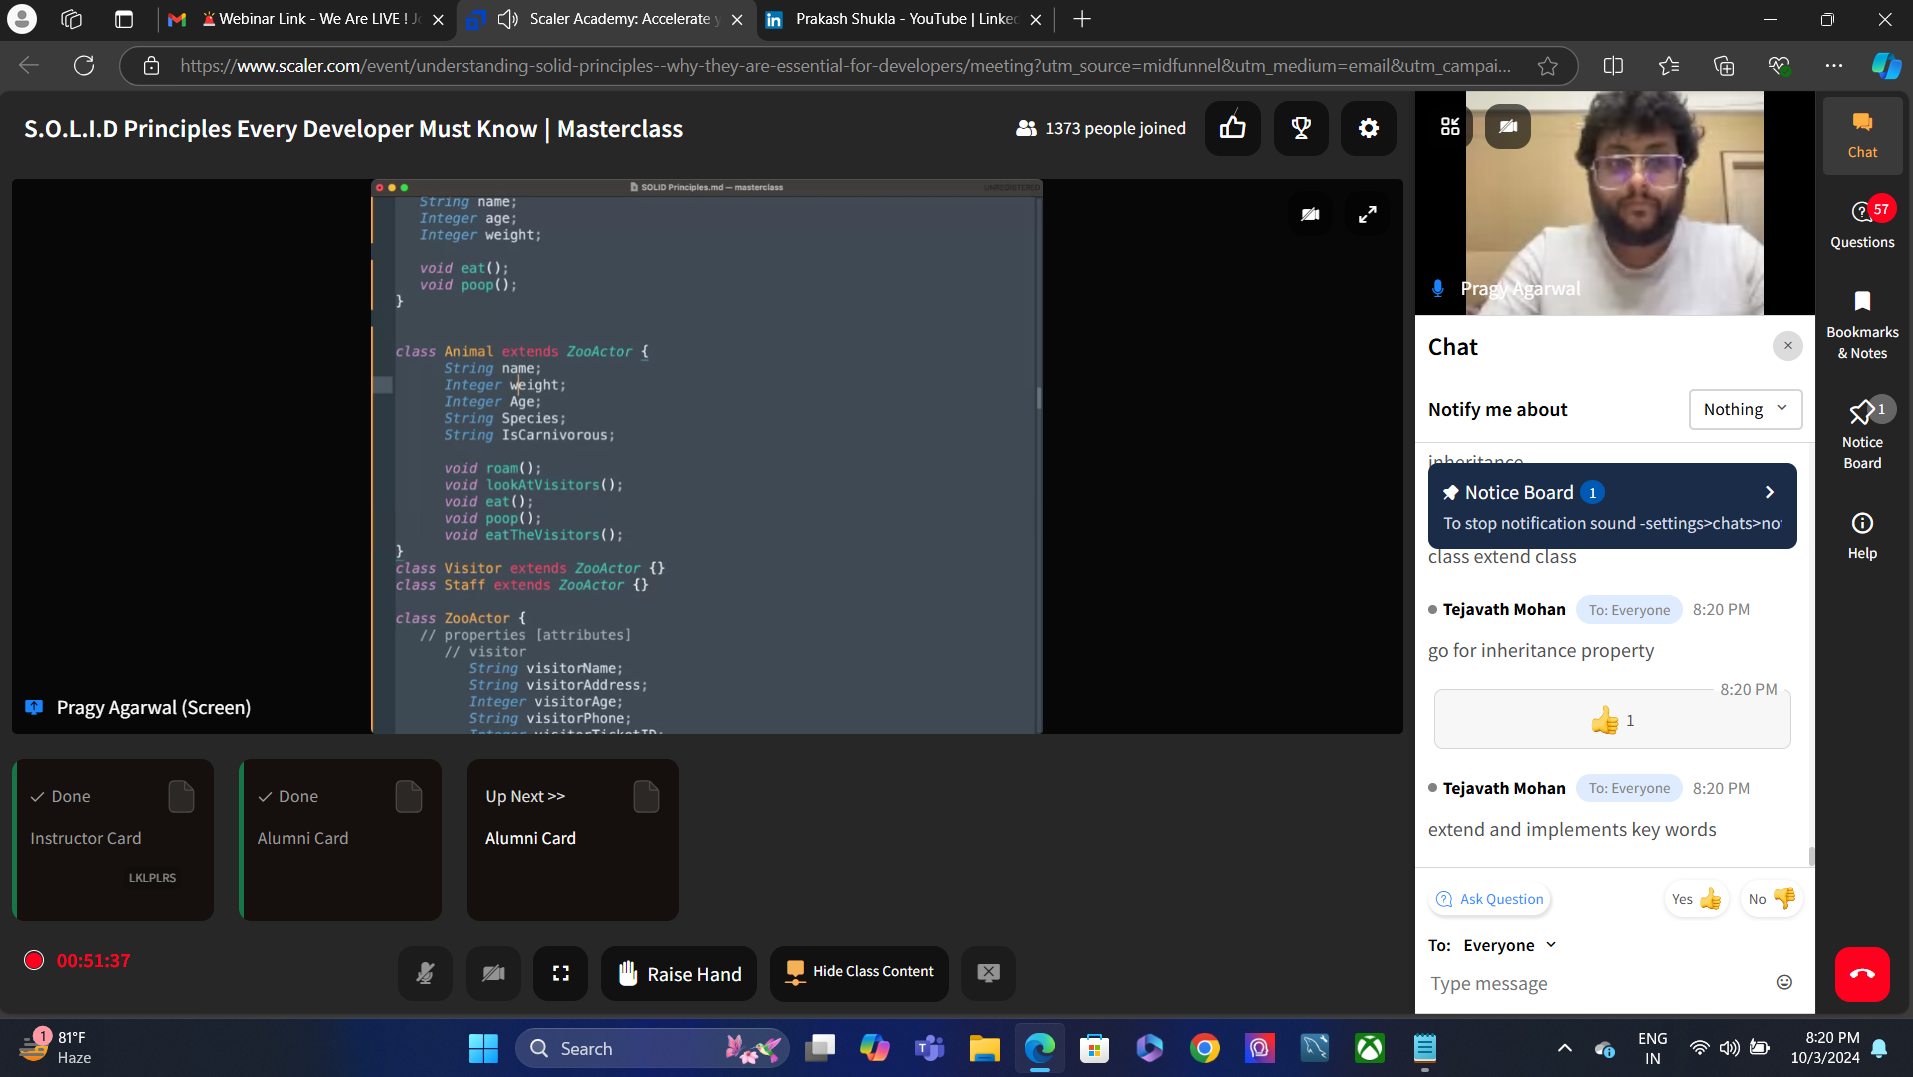 🚨Webinar Link - We Are LIVE ! Jo
Scaler Academy: Accelerate y
Prakash Shukla - YouTube | Linked
https://www.scaler.com/event/understanding-solid-principles--why-they-are-essential-for-developers/meeting?utm_source=midfunnel&utm_medium=email&utm_campai...
S.O.L.I.D Principles Every Developer Must Know | Masterclass
1373 people joined
SOLID Principles.md — masterclass
UNREGISTERED
String name;
Integer age;
Integer weight;
void eat();
void poop();
}
class Animal extends ZooActor {
String name;
Integer weight;
Integer Age;
String Species;
String IsCarnivorous;
void roam();
void lookAtVisitors();
void eat();
void poop();
void eatTheVisitors();
}
class Visitor extends ZooActor {}
class Staff extends ZooActor {}
class ZooActor {
// properties [attributes]
// visitor
String visitorName;
String visitorAddress;
Integer visitorAge;
String visitorPhone;
Integer visitorTicketID;
Pragy Agarwal (Screen)
Done
Instructor Card
LKLPLRS
Done
Alumni Card
Up Next >>
Alumni Card
00:51:37
Raise Hand
Hide Class Content
Pragy Agarwal
Chat
Notify me about
Nothing
inheritance
Notice Board 1
To stop notification sound -settings>chats>no
class extend class
Tejavath Mohan To: Everyone 8:20 PM
go for inheritance property
8:20 PM
👍 1
Tejavath Mohan To: Everyone 8:20 PM
extend and implements key words
Ask Question
Yes 👍
No 👎
To: Everyone
Type message
Chat
57
Questions
Bookmarks
& Notes
1
Notice
Board
Help
1
81°F
Haze
Search
ENG
IN
8:20 PM
10/3/2024